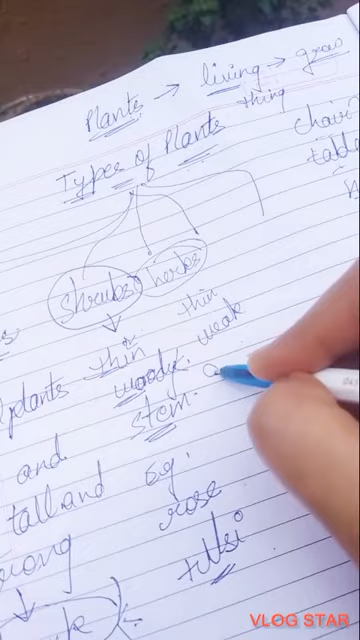 Plants → living → grow
thing
chair
table
Types of Plants
shrubs herbs
thin
weak
plants thin
woody.
stem.
and
tall and
eg.
rose
tulsi
VLOG STAR